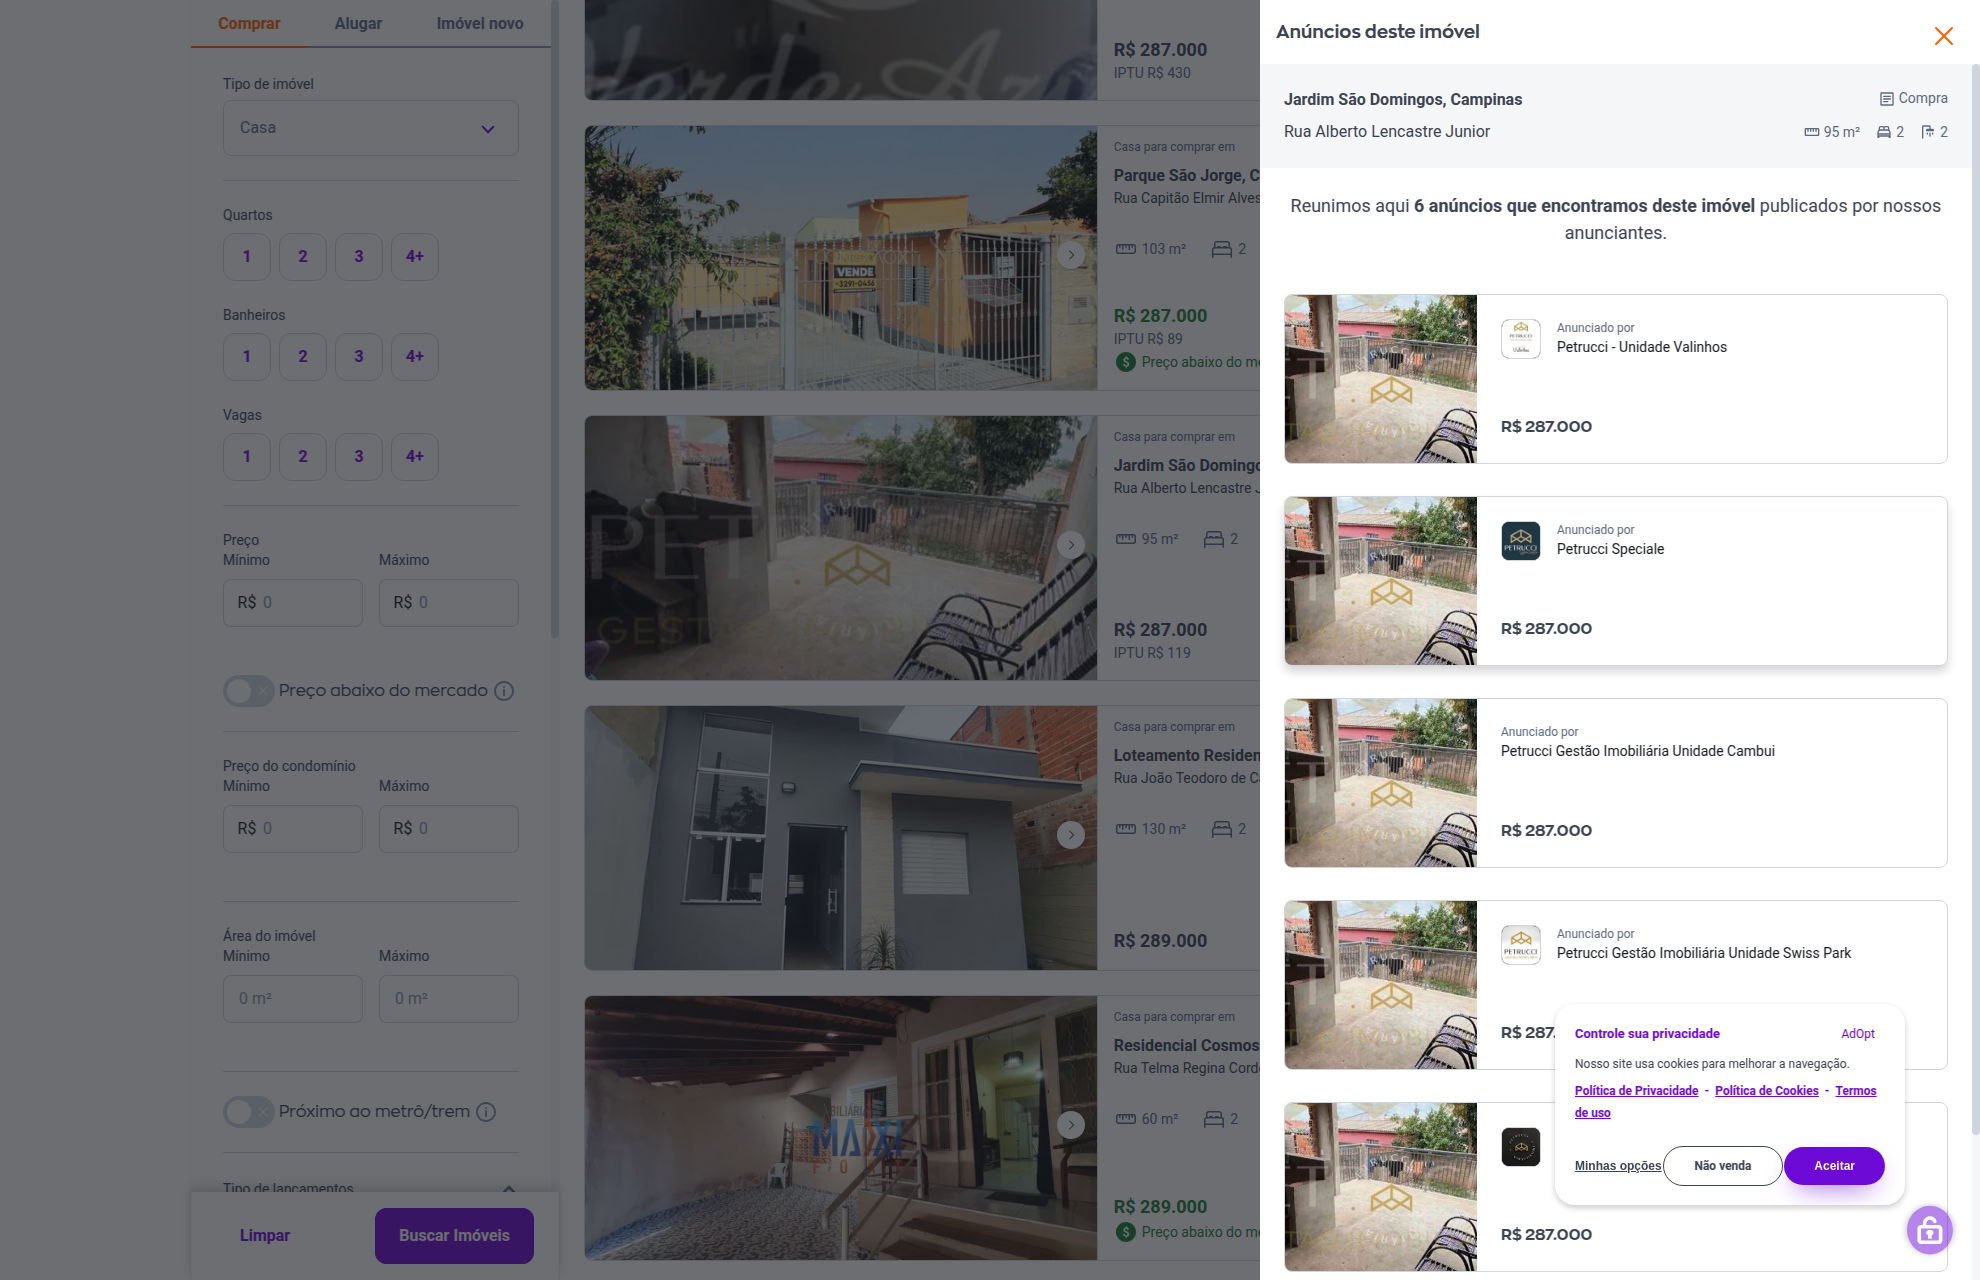 Comprar
Alugar
Imóvel novo
Tipo de imóvel
Casa
Quartos
1
2
3
4+
Banheiros
1
2
3
4+
Vagas
1
2
3
4+
Preço
Mínimo
Máximo
R$ 0
R$ 0
Preço abaixo do mercado
Preço do condomínio
Mínimo
Máximo
R$ 0
R$ 0
Área do imóvel
Mínimo
Máximo
0 m²
0 m²
Próximo ao metrô/trem
Tipo de lançamentos
Limpar
Buscar Imóveis
R$ 287.000
IPTU R$ 430
VENDE
3291-0456
Casa para comprar em
Parque São Jorge, C
Rua Capitão Elmir Alves
103 m²
2
R$ 287.000
IPTU R$ 89
Preço abaixo do me
Casa para comprar em
Jardim São Domingo
Rua Alberto Lencastre J
95 m²
2
R$ 287.000
IPTU R$ 119
Casa para comprar em
Loteamento Residen
Rua João Teodoro de C
130 m²
2
R$ 289.000
Casa para comprar em
Residencial Cosmos
Rua Telma Regina Corde
60 m²
2
R$ 289.000
Preço abaixo do me
Anúncios deste imóvel
Jardim São Domingos, Campinas
Compra
Rua Alberto Lencastre Junior
95 m²
2
2
Reunimos aqui 6 anúncios que encontramos deste imóvel publicados por nossos
anunciantes.
Anunciado por
Petrucci - Unidade Valinhos
R$ 287.000
PETRUCCI
Anunciado por
Petrucci Speciale
R$ 287.000
Anunciado por
Petrucci Gestão Imobiliária Unidade Cambui
R$ 287.000
PETRUCCI
Anunciado por
Petrucci Gestão Imobiliária Unidade Swiss Park
R$ 287.
R$ 287.000
Controle sua privacidade
AdOpt
Nosso site usa cookies para melhorar a navegação.
Política de Privacidade - Política de Cookies - Termos
de uso
Minhas opções
Não venda
Aceitar